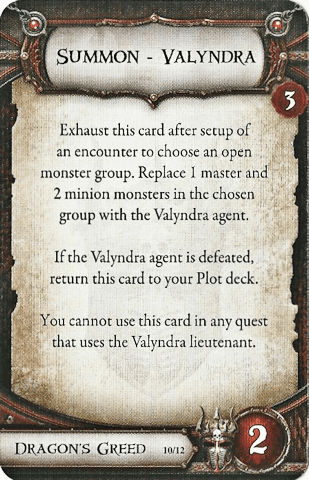 Summon - Valyndra
3
Exhaust this card after setup of
an encounter to choose an open
monster group. Replace 1 master and
2 minion monsters in the chosen
group with the Valyndra agent.
If the Valyndra agent is defeated,
return this card to your Plot deck.
You cannot use this card in any quest
that uses the Valyndra lieutenant.
Dragon's Greed 10/12
2